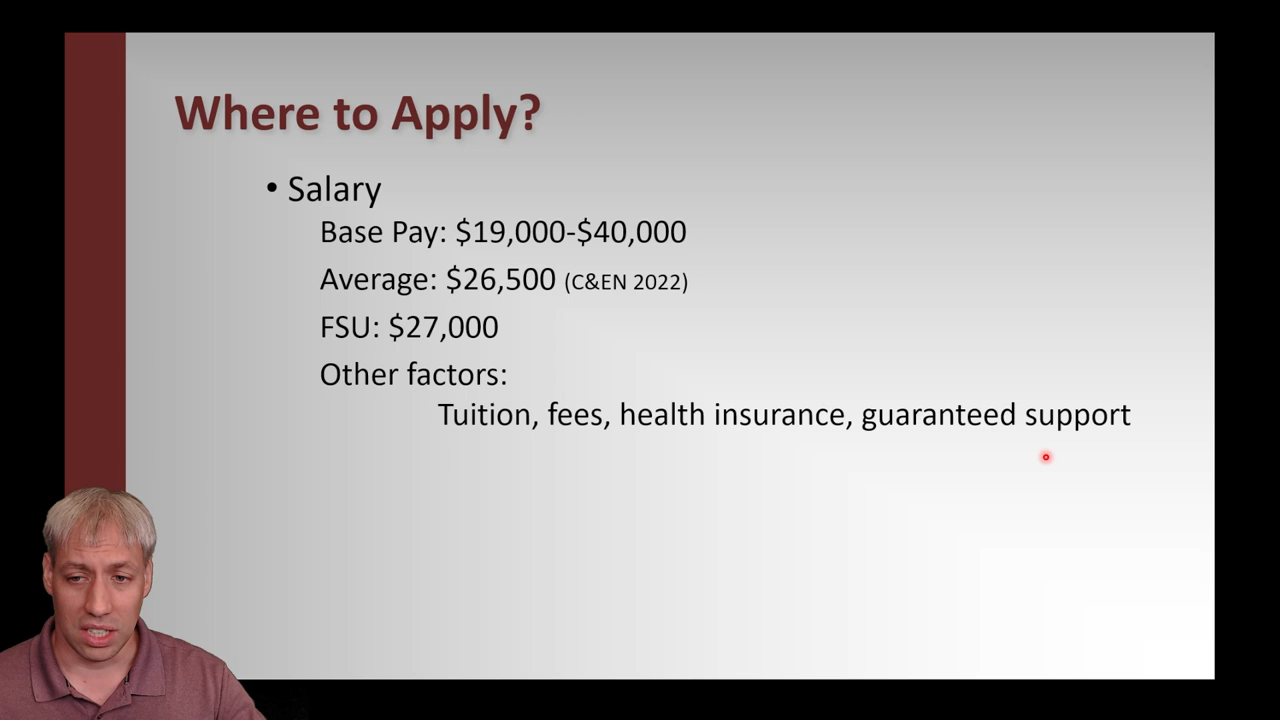 Where to Apply?
• Salary
Base Pay: $19,000-$40,000
Average: $26,500 (C&EN 2022)
FSU: $27,000
Other factors:
Tuition, fees, health insurance, guaranteed support